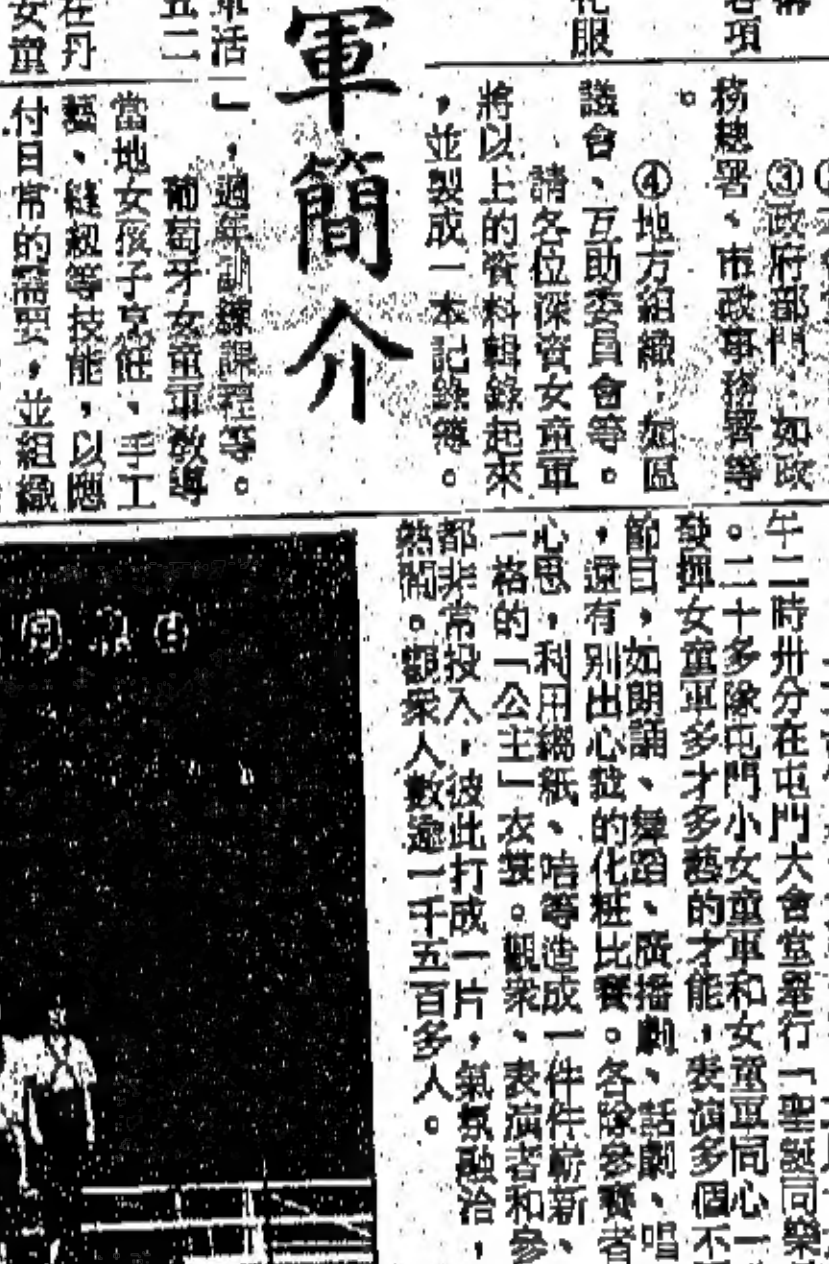 各項
務總署、市政事務署等
。
化服
③政府部門：如政
④地方組織：如區
議會、互助委員會等。
請各位深資女童軍
將以上的資料輯錄起來
，並製成一本記錄簿。
軍簡介
活」，週年訓練課程等。
五二
葡萄牙女童軍教導
在丹
當地女孩子烹飪、手工
藝、縫紉等技能，以應
女童
付日常的需要，並組織
午二時卅分在屯門大會堂舉行「聖誕同樂
。二十多隊屯門小女童軍和女童軍同心一
發揮女童軍多才多藝的才能，表演多個不
節目，如朗誦、舞蹈、廣播劇、話劇、唱
，還有別出心裁的化粧比賽。各隊參賽者
心思，利用縐紙、咭等造成一件件嶄新、
一格的「公主」衣裳。觀衆、表演者和參
都非常投入，彼此打成一片，氣氛融洽，
熱鬧。觀衆人數逾一千五百多人。